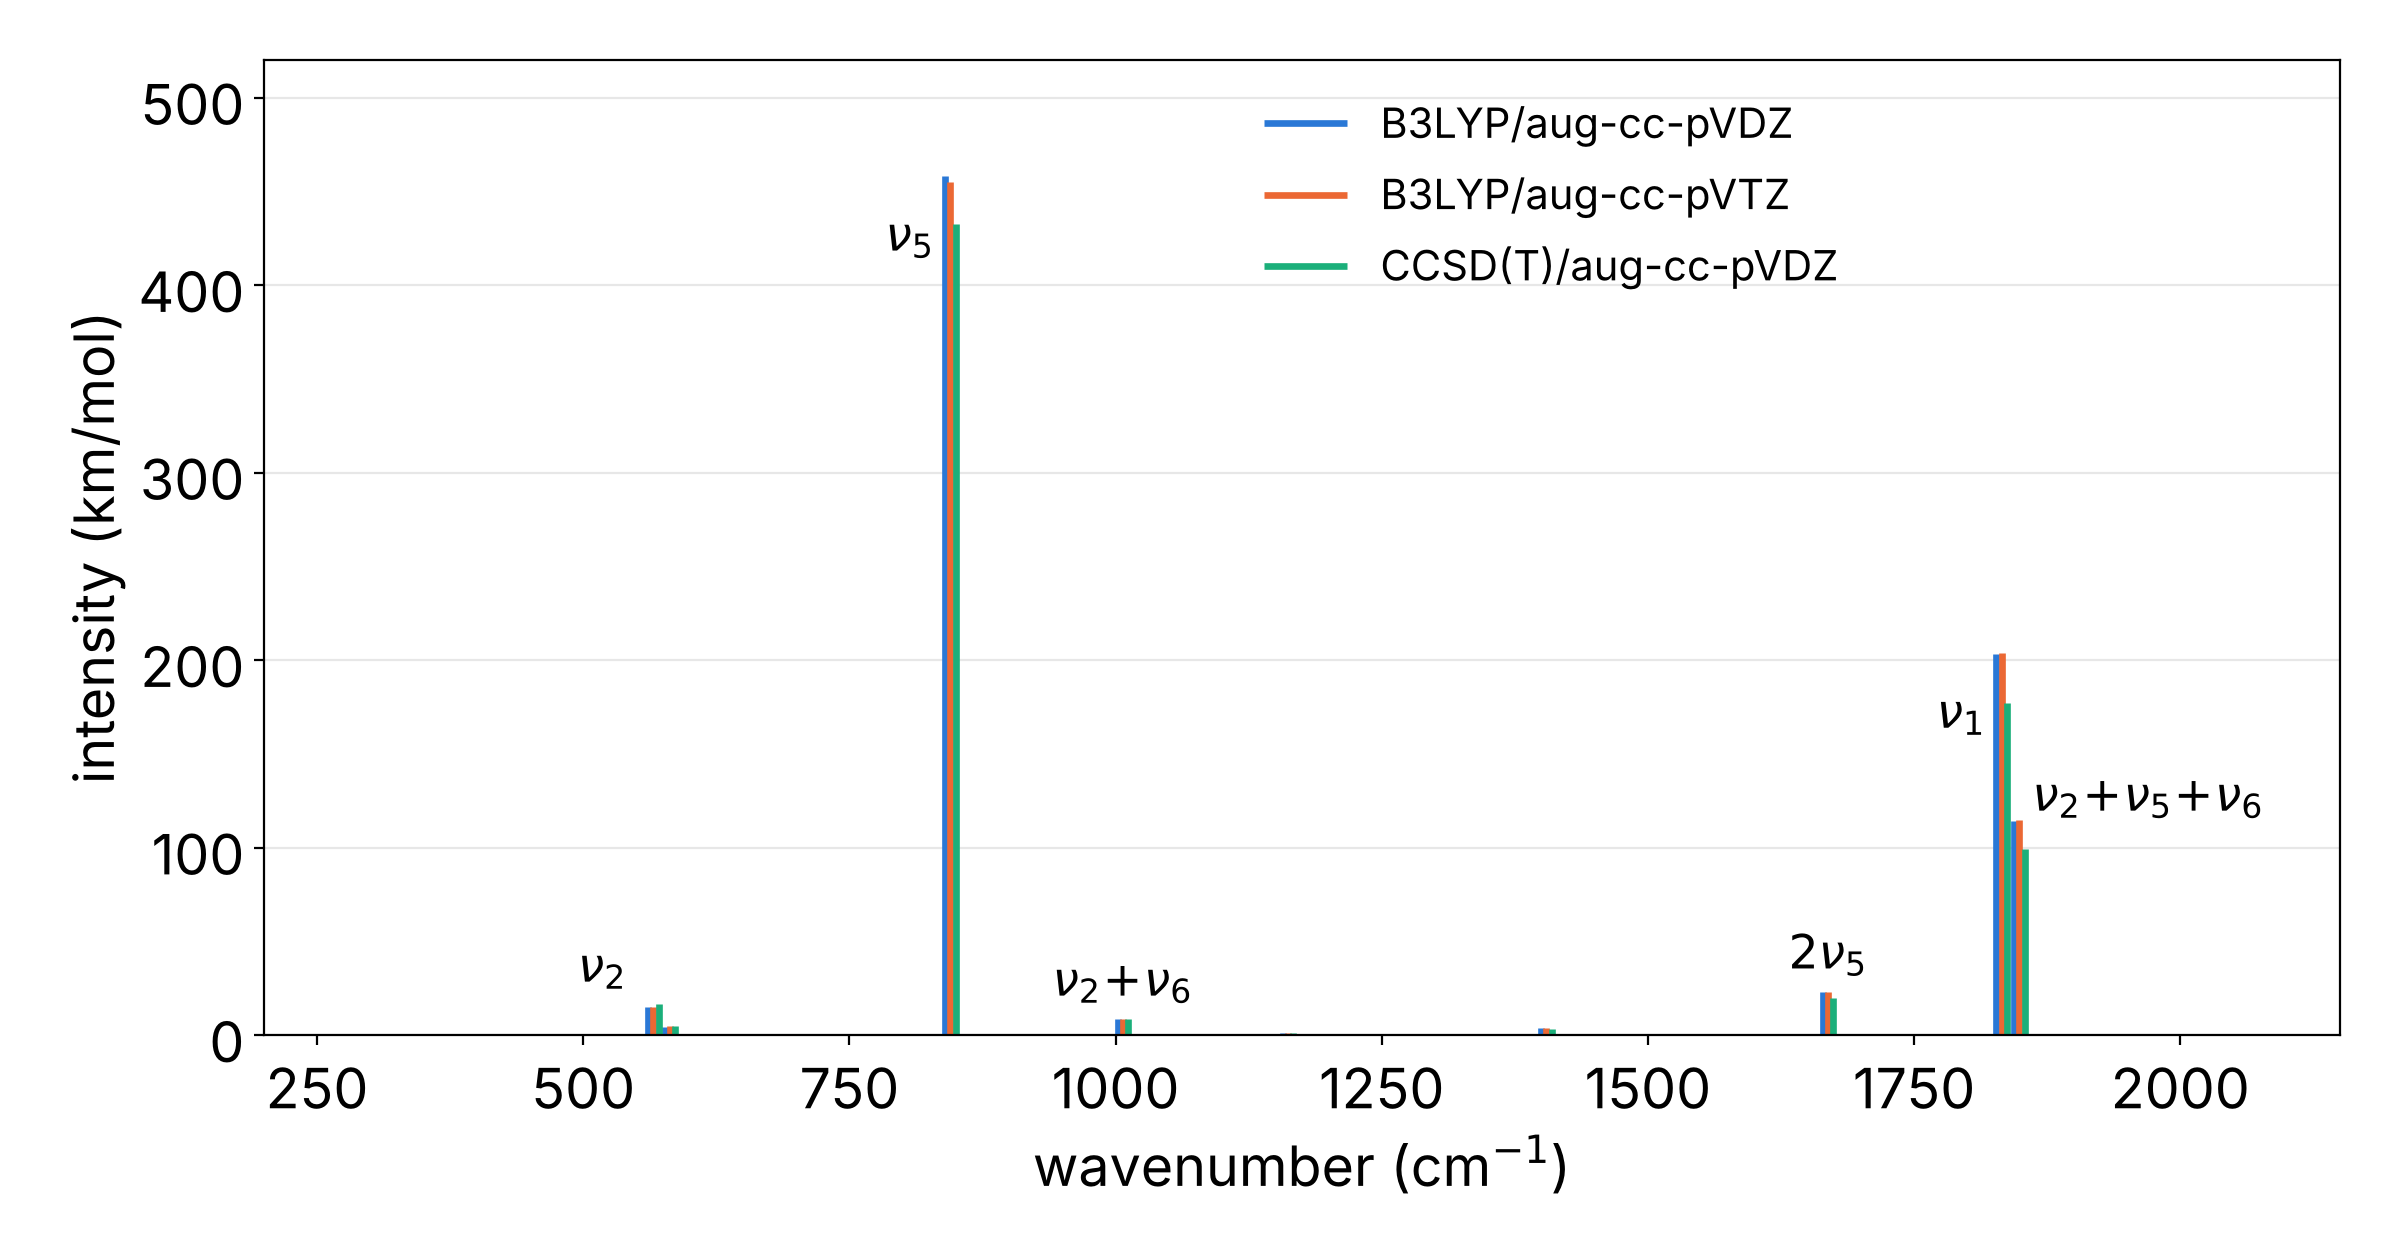 500
400
300
200
100
0
intensity (km/mol)
B3LYP/aug-cc-pVDZ
B3LYP/aug-cc-pVTZ
CCSD(T)/aug-cc-pVDZ
ν₅
ν₁
ν₂+ν₅+ν₆
2ν₅
ν₂
ν₂+ν₆
250 500 750 1000 1250 1500 1750 2000
wavenumber (cm⁻¹)